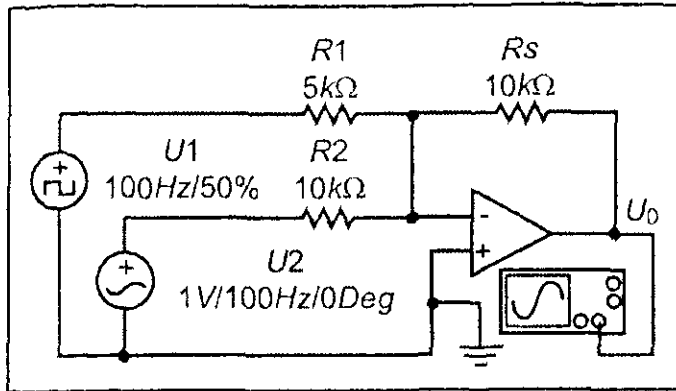 R1
5kΩ
Rs
10kΩ
+
U1
100Hz/50%
R2
10kΩ
-
+
U0
+
U2
1V/100Hz/0Deg